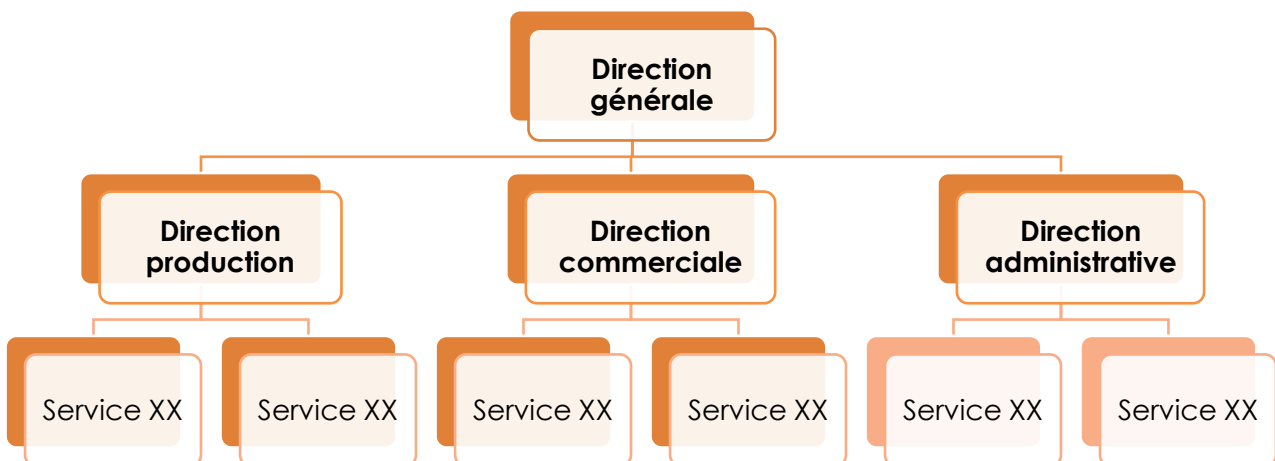 Direction
générale
Direction
production
Direction
commerciale
Direction
administrative
Service XX
Service XX
Service XX
Service XX
Service XX
Service XX